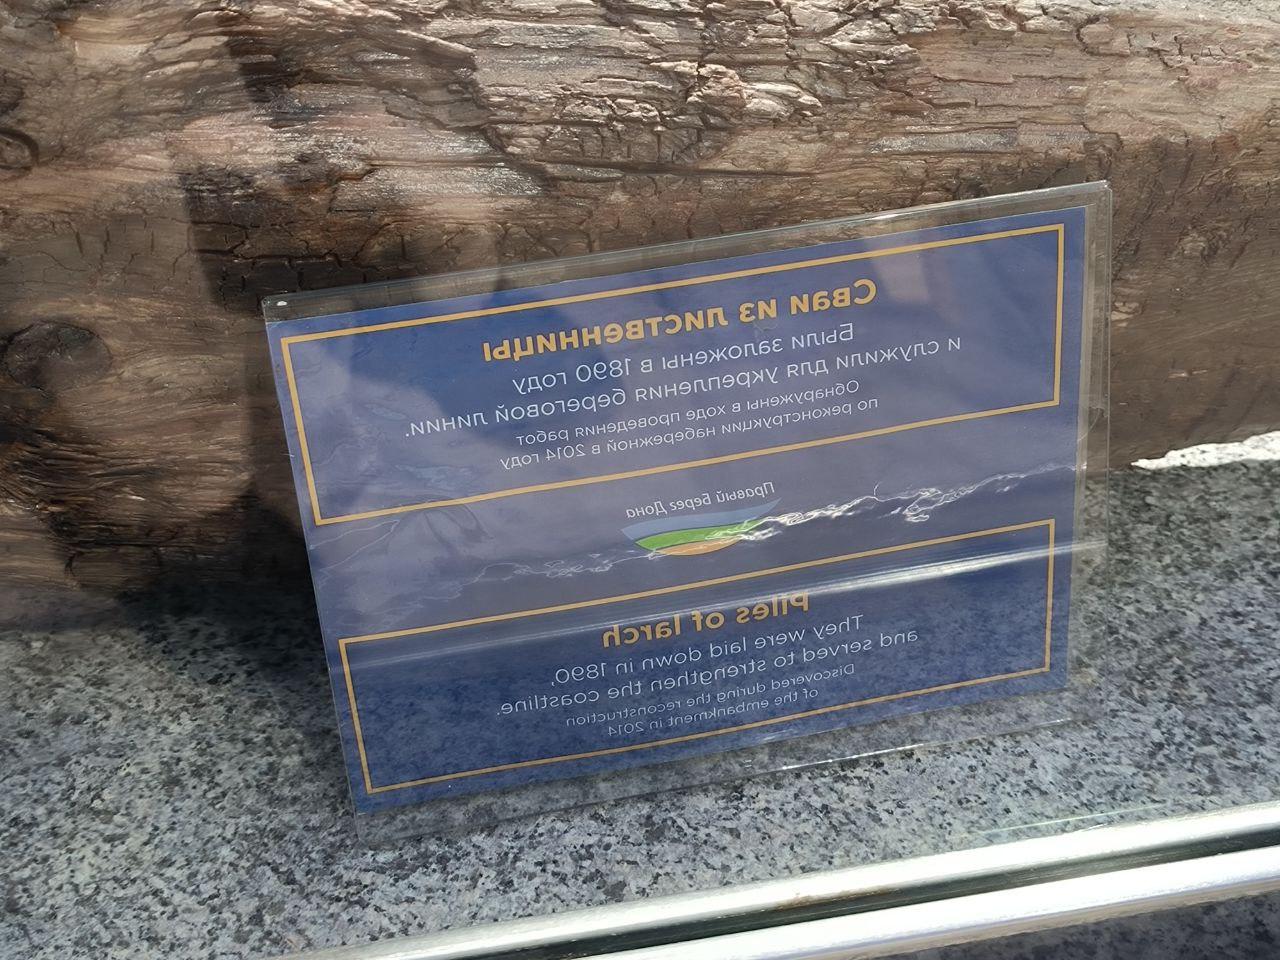 Сваи из лиственницы
Были заложены в 1890 году
и служили для укрепления береговой линии.
Обнаружены в ходе проведения работ
по реконструкции набережной в 2014 году
Правый Берег Дона
Piles of larch
They were laid down in 1890,
and served to strengthen the coastline.
Discovered during the reconstruction
of the
embankment in 2014